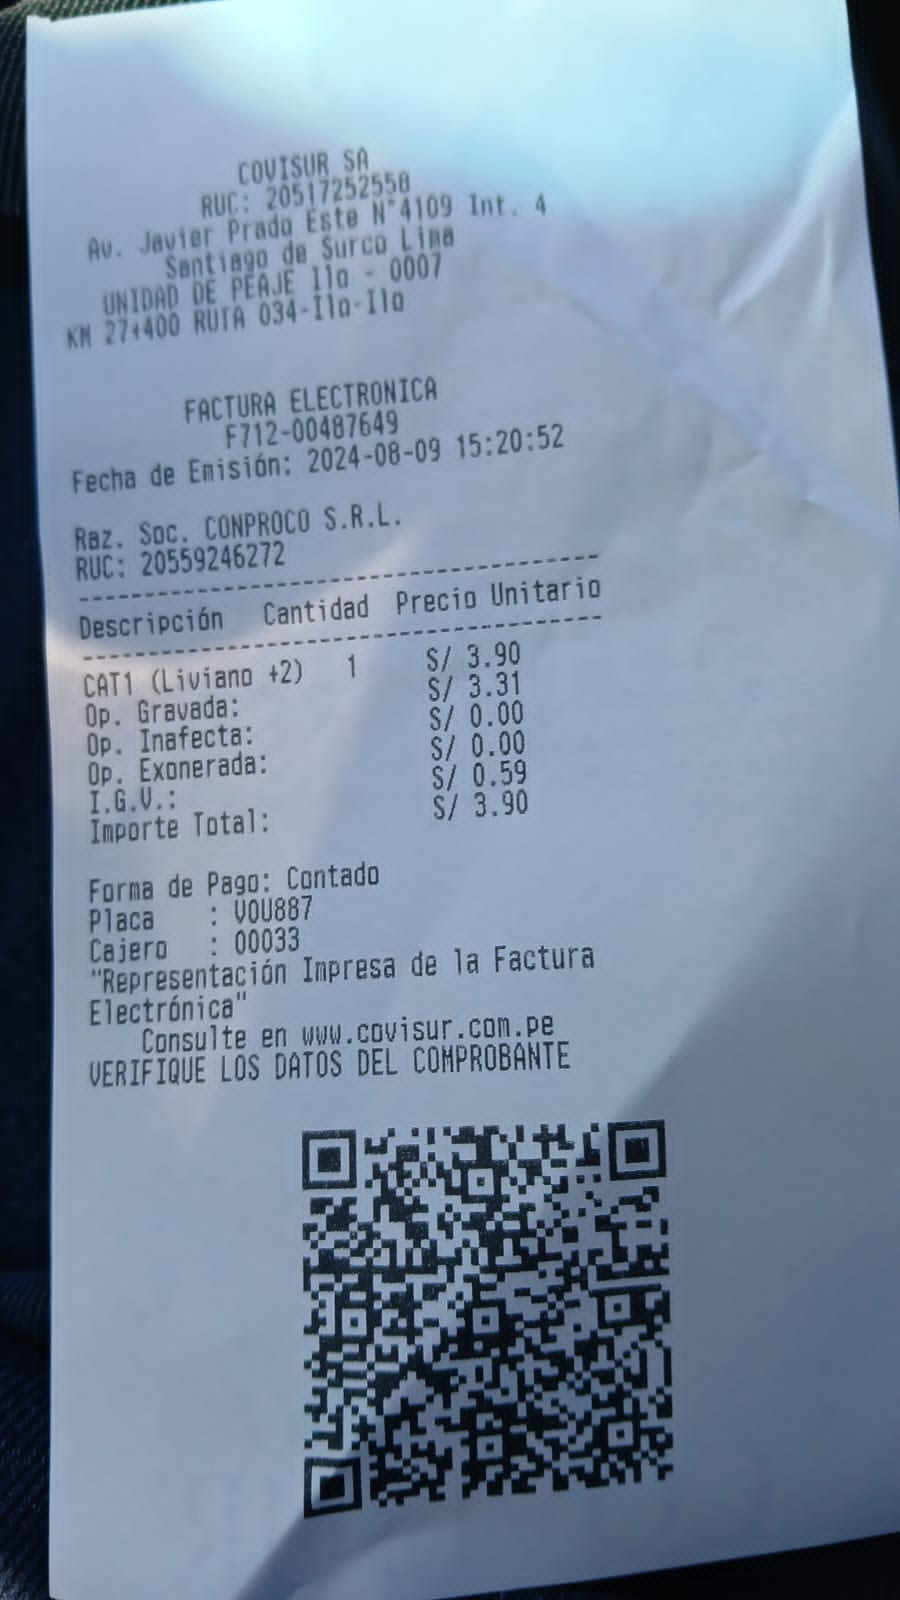 COVISUR SA
RUC: 20517252558
Av. Javier Prado Este N°4109 Int. 4
Santiago de Surco Lima
UNIDAD DE PEAJE Ilo - 0007
KM 27+400 RUTA 034-Ilo-Ilo
FACTURA ELECTRONICA
F712-00487649
Fecha de Emisión: 2024-08-09 15:20:52
Raz. Soc. CONPROCO S.R.L.
RUC: 20559246272
Descripción Cantidad Precio Unitario
CAT1 (Liviano +2) 1 S/ 3.90
Op. Gravada: S/ 3.31
Op. Inafecta: S/ 0.00
Op. Exonerada: S/ 0.00
I.G.V.: S/ 0.59
Importe Total: S/ 3.90
Forma de Pago: Contado
Placa : VOU887
Cajero : 00033
"Representación Impresa de la Factura
Electrónica"
Consulte en www.covisur.com.pe
VERIFIQUE LOS DATOS DEL COMPROBANTE